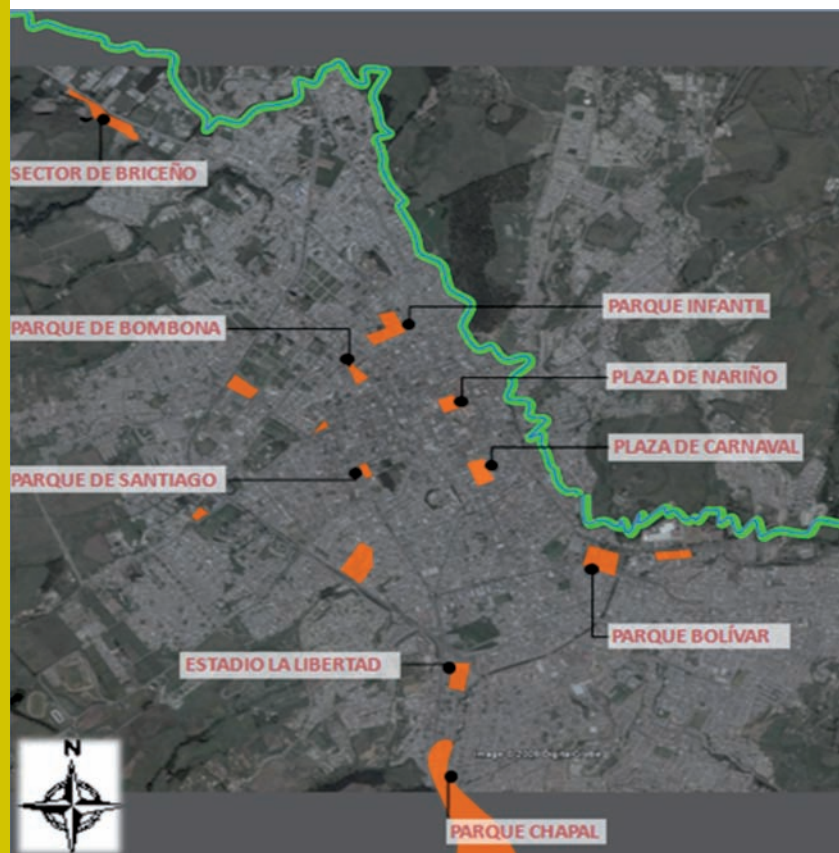 SECTOR DE BRICEÑO
PARQUE INFANTIL
PARQUE DE BOMBONA
PLAZA DE NARIÑO
PLAZA DE CARNAVAL
PARQUE DE SANTIAGO
PARQUE BOLÍVAR
ESTADIO LA LIBERTAD
N
PARQUE CHAPAL